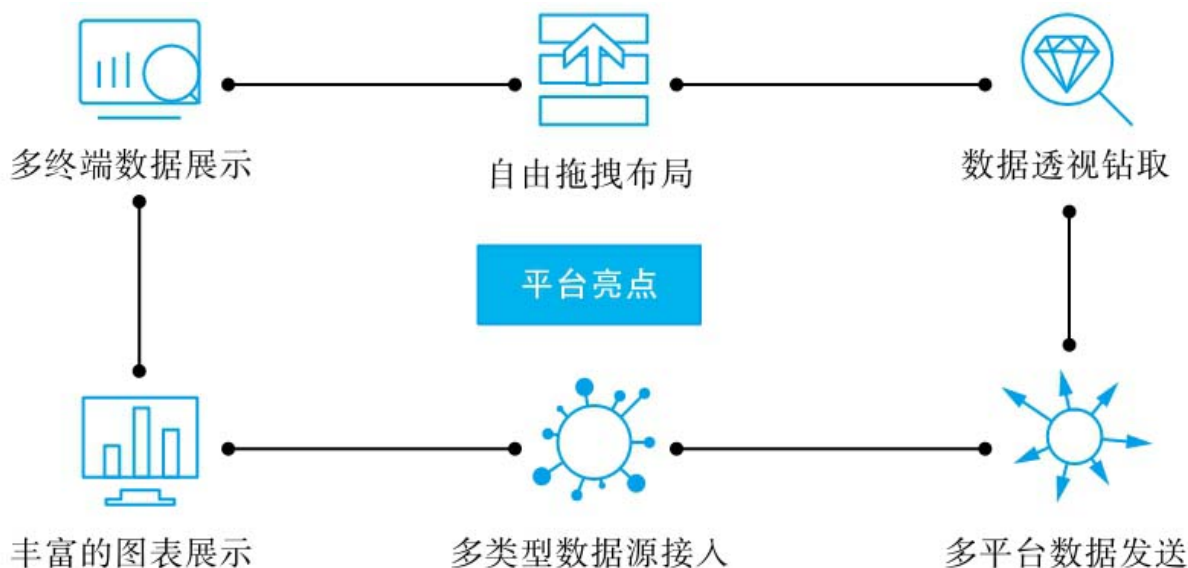 多终端数据展示
自由拖拽布局
数据透视钻取
平台亮点
丰富的图表展示
多类型数据源接入
多平台数据发送